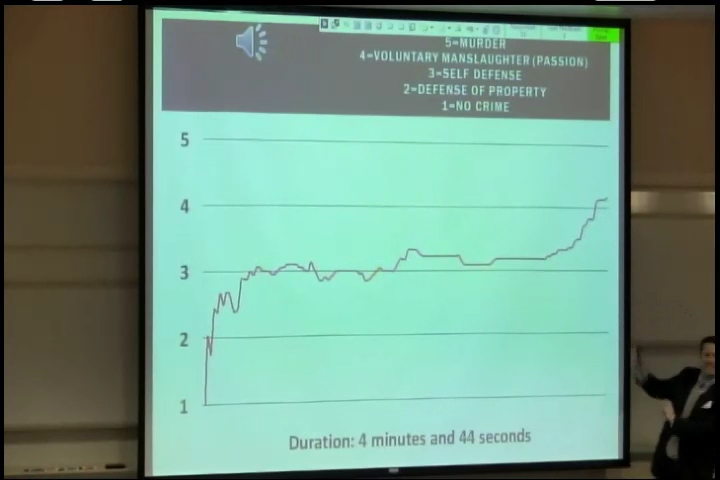 5=MURDER
4=VOLUNTARY MANSLAUGHTER (PASSION)
3=SELF DEFENSE
2=DEFENSE OF PROPERTY
1=NO CRIME
5
4
3
2
1
Duration: 4 minutes and 44 seconds